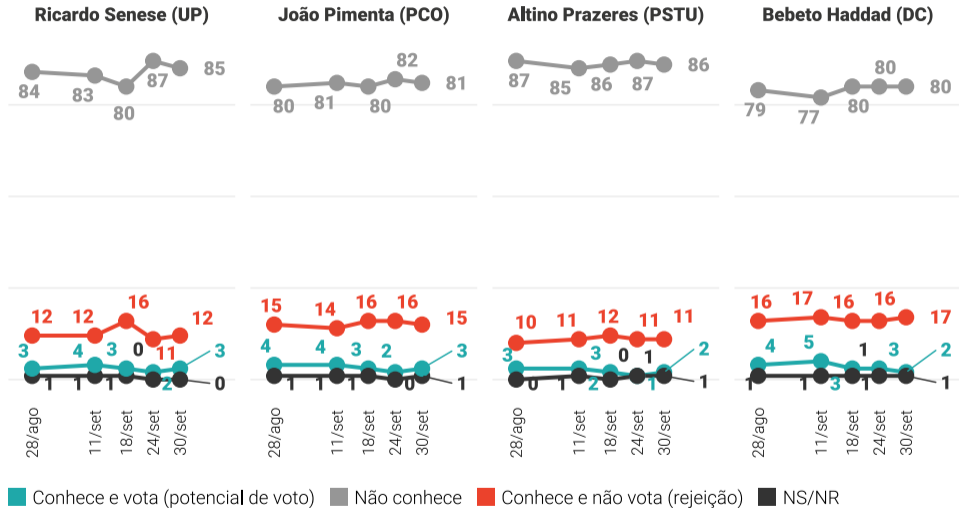 Ricardo Senese (UP)
84 83 80 87 85
12 12 16 11 12
3 4 3 2 3
1 1 1 0 0
28/ago 11/set 18/set 24/set 30/set
João Pimenta (PCO)
80 81 80 82 81
15 14 16 16 15
4 4 3 2 3
1 1 1 0 1
28/ago 11/set 18/set 24/set 30/set
Altino Prazeres (PSTU)
87 85 86 87 86
10 11 12 11 11
3 3 2 1 2
0 1 0 1 1
28/ago 11/set 18/set 24/set 30/set
Bebeto Haddad (DC)
79 77 80 80 80
16 17 16 16 17
4 5 3 3 2
1 1 1 1 1
28/ago 11/set 18/set 24/set 30/set
Conhece e vota (potencial de voto) Não conhece Conhece e não vota (rejeição) NS/NR